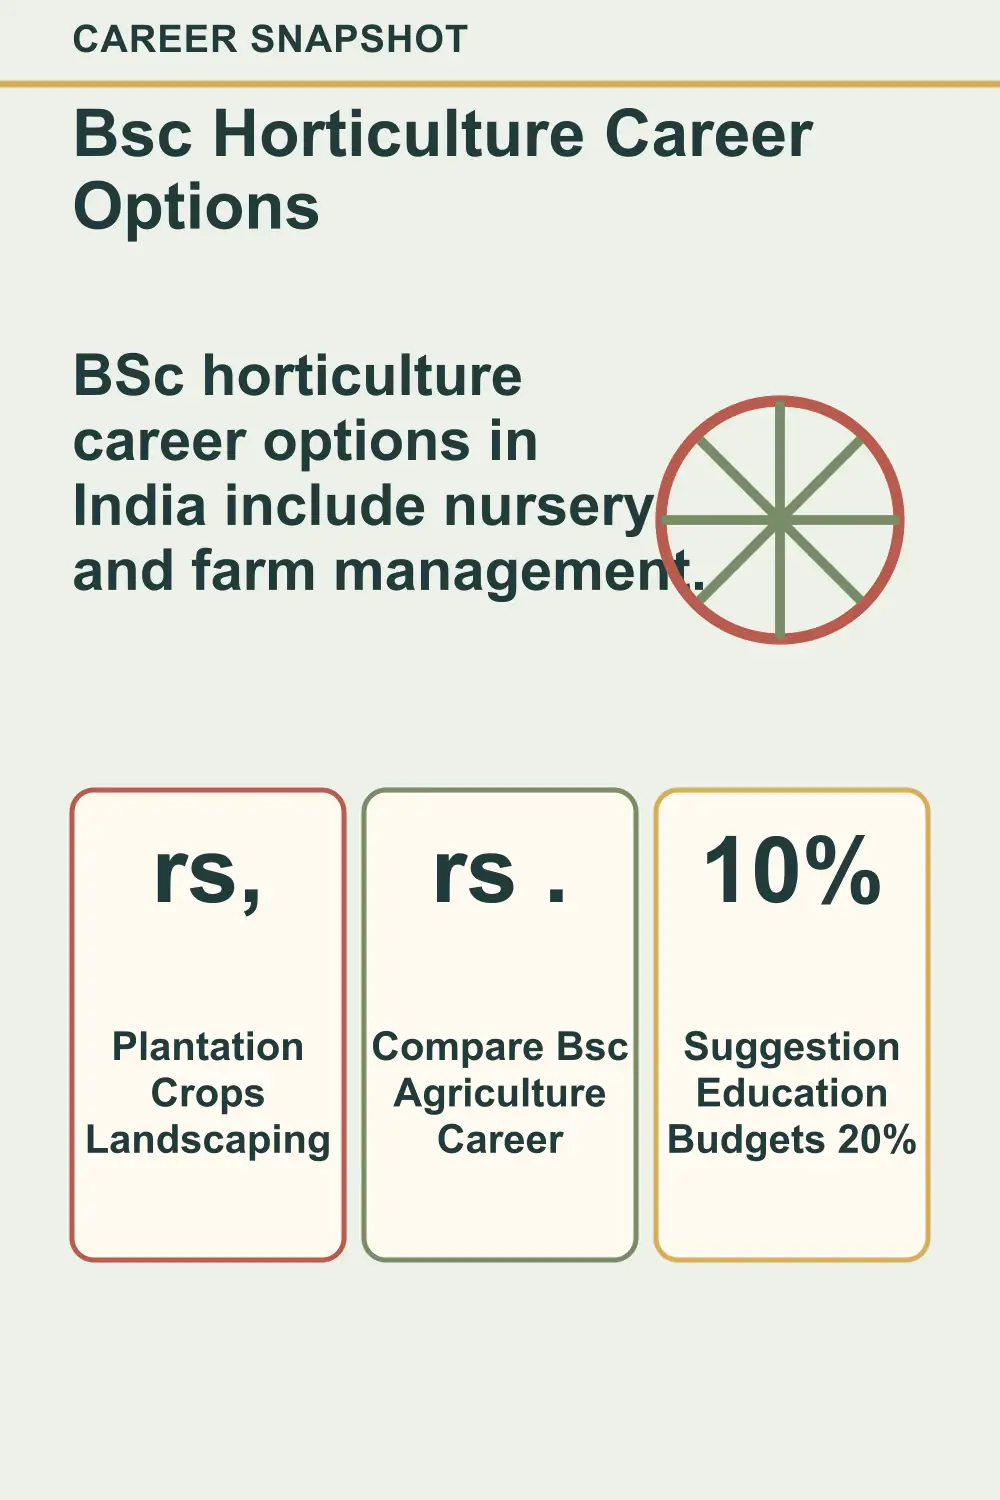 CAREER SNAPSHOT
Bsc Horticulture Career
Options
BSc horticulture
career options in
India include nursery
and farm management.
rs,
Plantation
Crops
Landscaping
rs .
Compare Bsc
Agriculture
Career
10%
Suggestion
Education
Budgets 20%